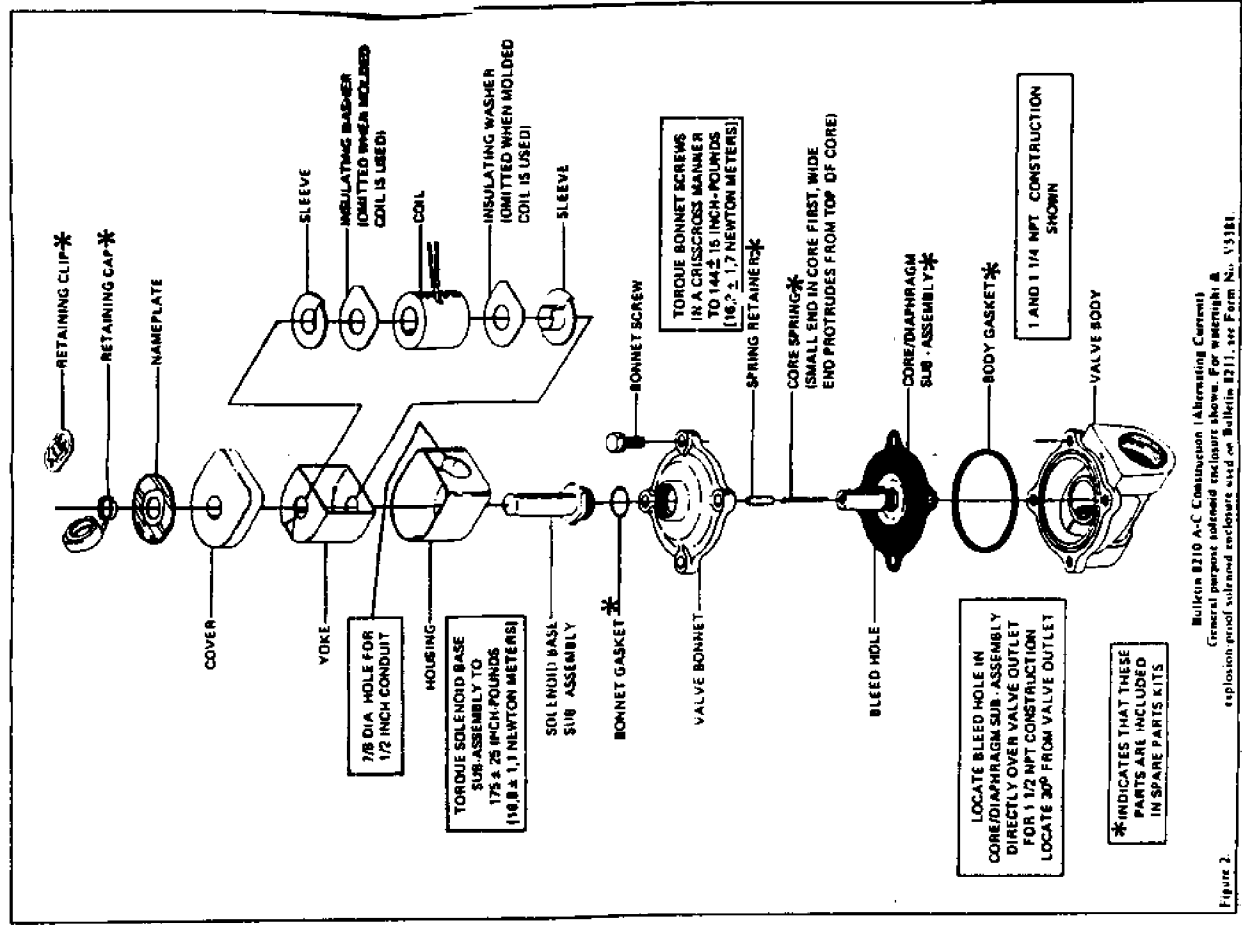 RETAINING CLIP*
RETAINING CAP*
NAMEPLATE
COVER
SLEEVE
INSULATING WASHER
(OMITTED WHEN MOLDED
COIL IS USED)
COIL
INSULATING WASHER
(OMITTED WHEN MOLDED
COIL IS USED)
SLEEVE
YOKE
7/8 DIA HOLE FOR
1/2 INCH CONDUIT
HOUSING
TORQUE SOLENOID BASE
SUB-ASSEMBLY TO
175 ± 25 INCH-POUNDS
± 1,1 NEWTON METERS]
SOLENOID BASE
SUB ASSEMBLY
BONNET GASKET*
BONNET SCREW
TORQUE BONNET SCREWS
IN A CRISSCROSS MANNER
TO 144 ± 15 INCH-POUNDS
± 1,7 NEWTON METERS]
VALVE BONNET
SPRING RETAINER*
CORE SPRING*
(SMALL END IN CORE FIRST, WIDE
END PROTRUDES FROM TOP OF CORE)
BLEED HOLE
CORE/DIAPHRAGM
SUB - ASSEMBLY*
BODY GASKET*
LOCATE BLEED HOLE IN
CORE/DIAPHRAGM SUB - ASSEMBLY
DIRECTLY OVER VALVE OUTLET
FOR 1 1/2 NPT CONSTRUCTION
LOCATE 30° FROM VALVE OUTLET
1 AND 1 1/4 NPT CONSTRUCTION
SHOWN
VALVE BODY
*INDICATES THAT THESE
PARTS ARE INCLUDED
IN SPARE PARTS KITS
Figure 2.
Bulletin 8210 A-C Construction (Alternating Current)
General purpose solenoid enclosure shown. For watertight &
explosion-proof solenoid enclosure used on Bulletin 8211, see Form No. V5381.